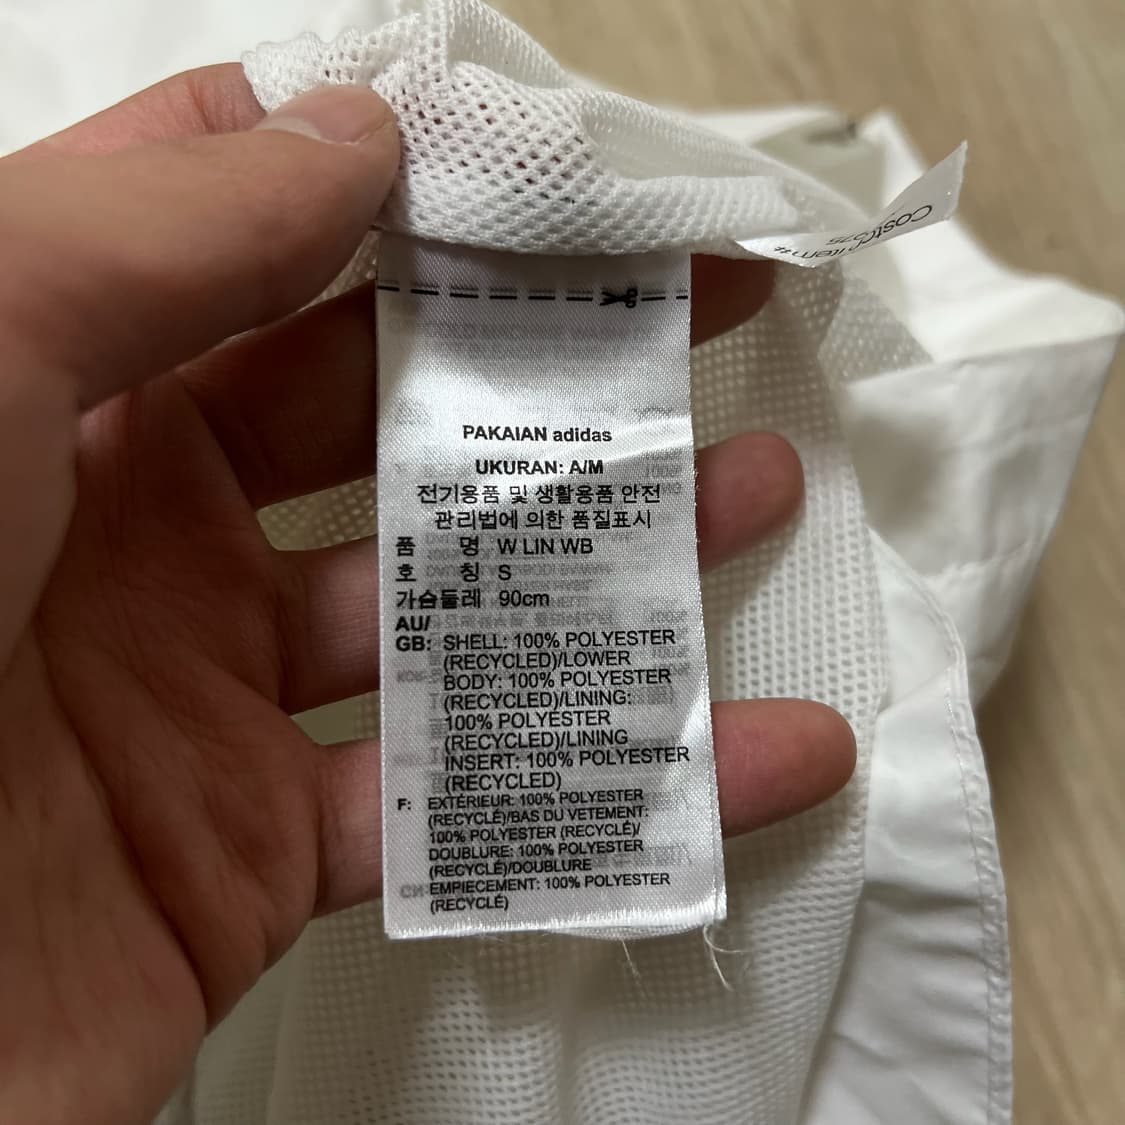 PAKAIAN adidas
UKURAN: A/M
전기용품 및 생활용품 안전
관리법에 의한 품질표시
품 명 W LIN WB
호 칭 S
가슴둘레 90cm
AU/
GB: SHELL: 100% POLYESTER
(RECYCLED)/LOWER
BODY: 100% POLYESTER
(RECYCLED)/LINING:
100% POLYESTER
(RECYCLED)/LINING
INSERT: 100% POLYESTER
(RECYCLED)
F: EXTÉRIEUR: 100% POLYESTER
(RECYCLÉ)/BAS DU VETEMENT:
100% POLYESTER (RECYCLÉ)/
DOUBLURE: 100% POLYESTER
(RECYCLÉ)/DOUBLURE
EMPIECEMENT: 100% POLYESTER
(RECYCLÉ)